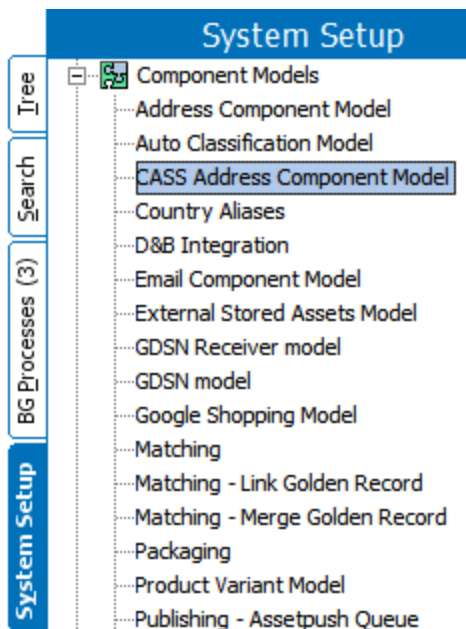 System Setup
Tree
Search
BG Processes (3)
System Setup
Component Models
Address Component Model
Auto Classification Model
CASS Address Component Model
Country Aliases
D&B Integration
Email Component Model
External Stored Assets Model
GDSN Receiver model
GDSN model
Google Shopping Model
Matching
Matching - Link Golden Record
Matching - Merge Golden Record
Packaging
Product Variant Model
Publishing - Assetpush Queue